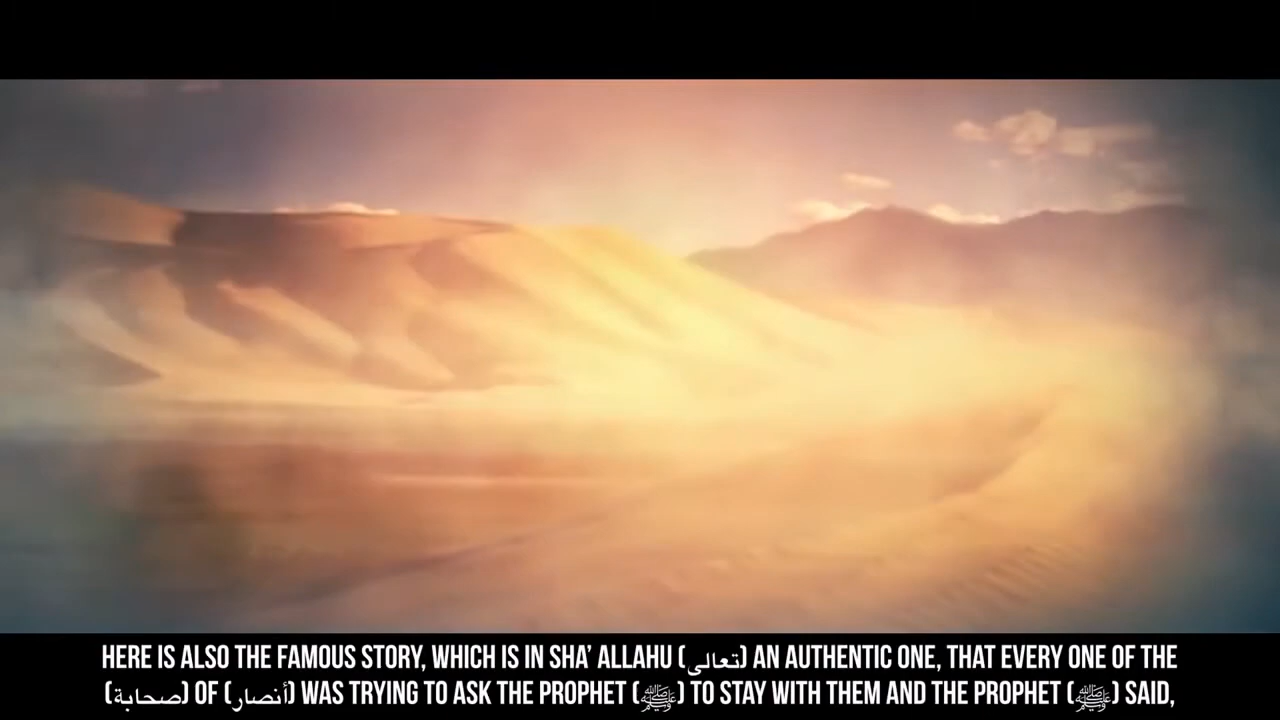 HERE IS ALSO THE FAMOUS STORY, WHICH IS IN SHA' ALLAHU (تعالى) AN AUTHENTIC ONE, THAT EVERY ONE OF THE
(صحابة) OF (أنصار) WAS TRYING TO ASK THE PROPHET (ﷺ) TO STAY WITH THEM AND THE PROPHET (ﷺ) SAID,